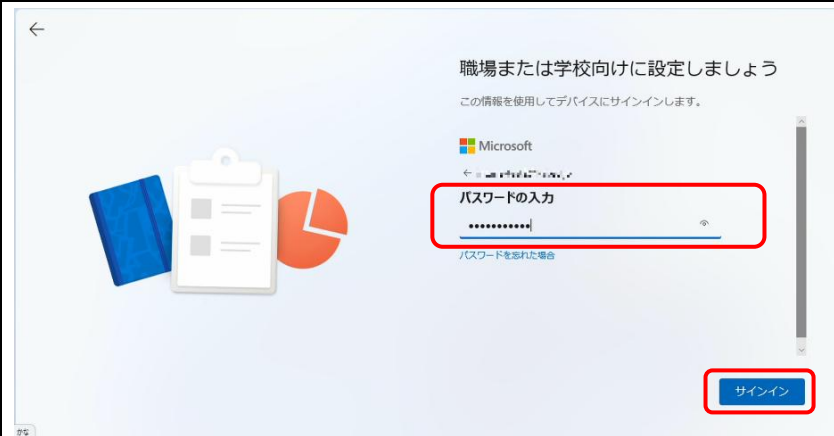 職場または学校向けに設定しましょう
この情報を使用してデバイスにサインインします。
Microsoft
パスワードの入力
•••••••••••
パスワードを忘れた場合
サインイン
かな